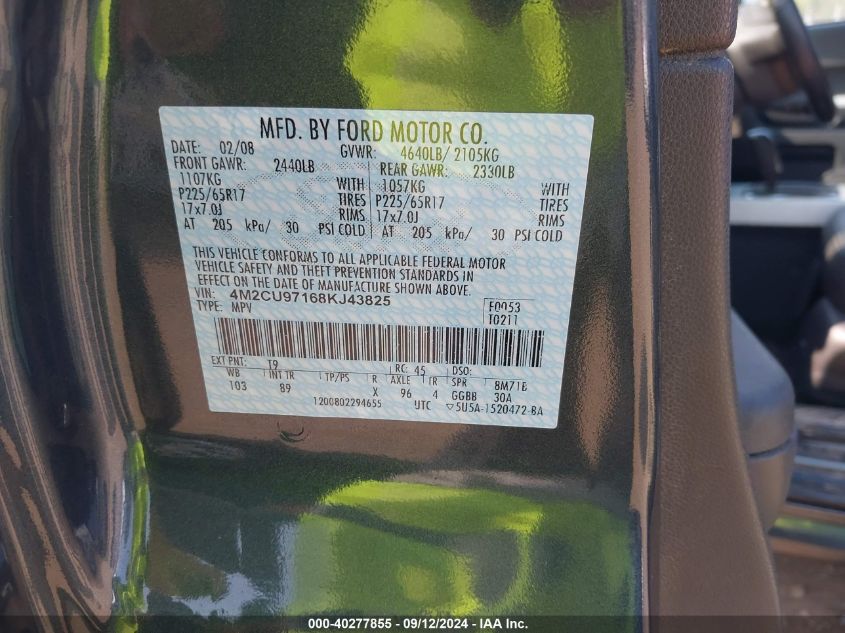 MFD. BY FORD MOTOR CO.
DATE: 02/08 GVWR: 4640LB/ 2105KG
FRONT GAWR: 2440LB REAR GAWR: 2330LB
1107KG WITH 1057KG WITH
P225/65R17 TIRES P225/65R17 TIRES
17x7.0J RIMS 17x7.0J RIMS
AT 205 kPa/ 30 PSI COLD AT 205 kPa/ 30 PSI COLD
THIS VEHICLE CONFORMS TO ALL APPLICABLE FEDERAL MOTOR
VEHICLE SAFETY AND THEFT PREVENTION STANDARDS IN
EFFECT ON THE DATE OF MANUFACTURE SHOWN ABOVE.
VIN: 4M2CU97168KJ43825 F0053
TYPE: MPV T0211
EXT PNT: T9 RC: 45 DSO:
WB INT TR TP/PS R AXLE TR SPR 8M71B
103 89 X 96 4 GGBB 30A
1200802294655 UTC ▽5U5A-1520472-BA
000-40277855 - 09/12/2024 - IAA Inc.